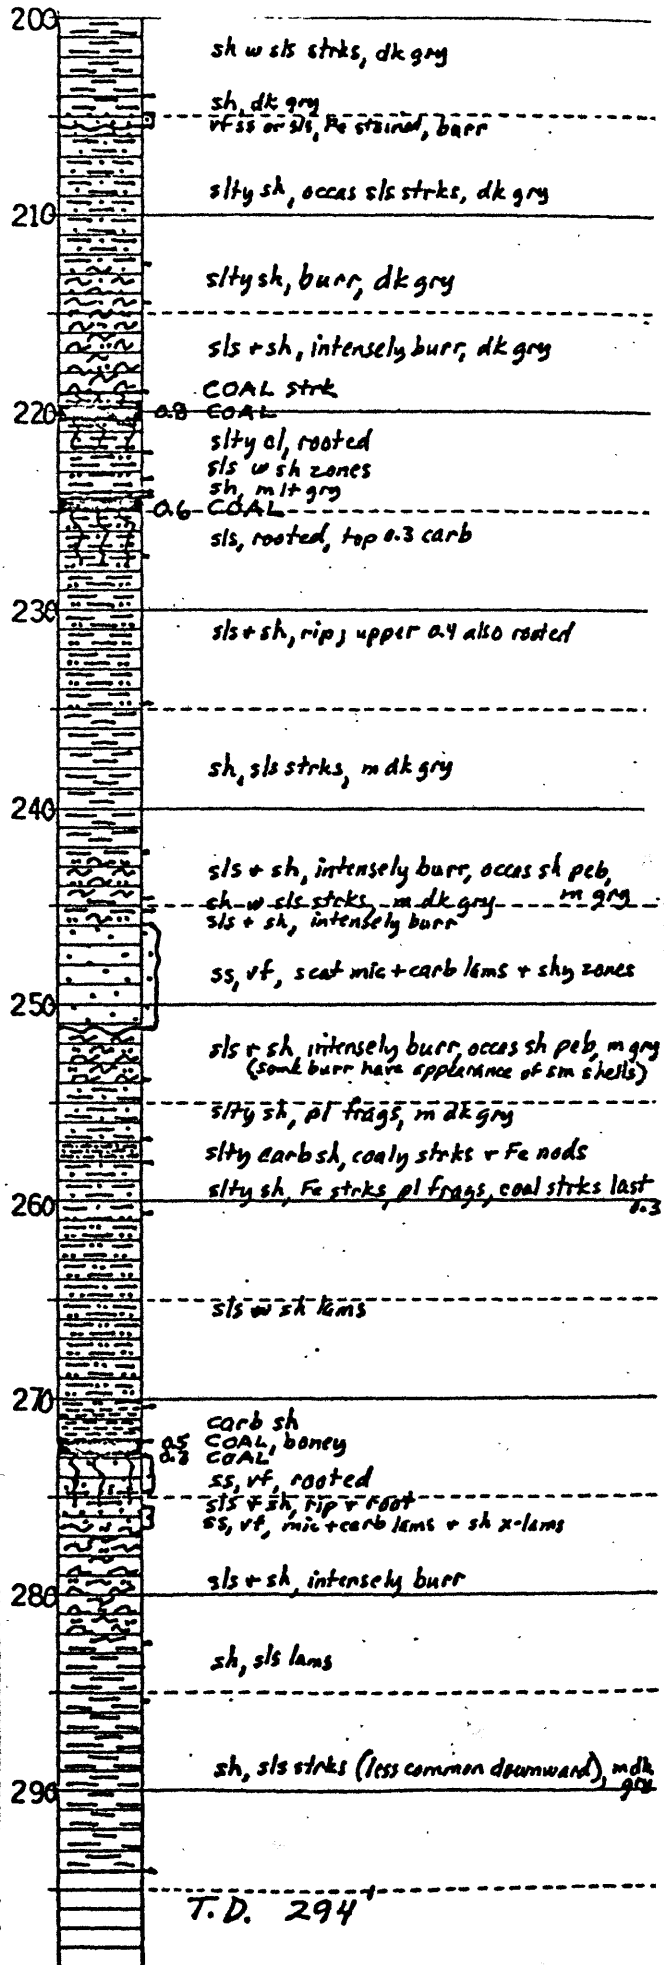 200
sh w sls strks, dk gry
sh, dk gry
vf ss or sls, Fe stained, burr
slty sh, occas sls strks, dk gry
210
slty sh, burr, dk gry
sls + sh, intensely burr, dk gry
COAL strk
220 0.8 COAL
slty cl, rooted
sls w sh zones
sh, m lt gry
0.6 COAL
sls, rooted, top 0.3 carb
230
sls + sh, rip; upper 0.4 also rooted
sh, sls strks, m dk gry
240
sls + sh, intensely burr, occas sh peb,
m gry
sh w sls strks, m dk gry
sls + sh, intensely burr
ss, vf, scat mic + carb lams + shy zones
250
sls + sh, intensely burr, occas sh peb, m gry
(some burr have appearance of sm shells)
slty sh, pl frags, m dk gry
slty carb sh, coaly strks + Fe nods
slty sh, Fe strks, pl frags, coal strks last
0.3
260
sls w sh lams
270
carb sh
0.5 COAL, boney
COAL
ss, vf, rooted
sls + sh, rip + root
ss, vf, mic + carb lams + sh x-lams
280
sls + sh, intensely burr
sh, sls lams
sh, sls strks (less common downward), m dk
gry
290
T.D. 294'